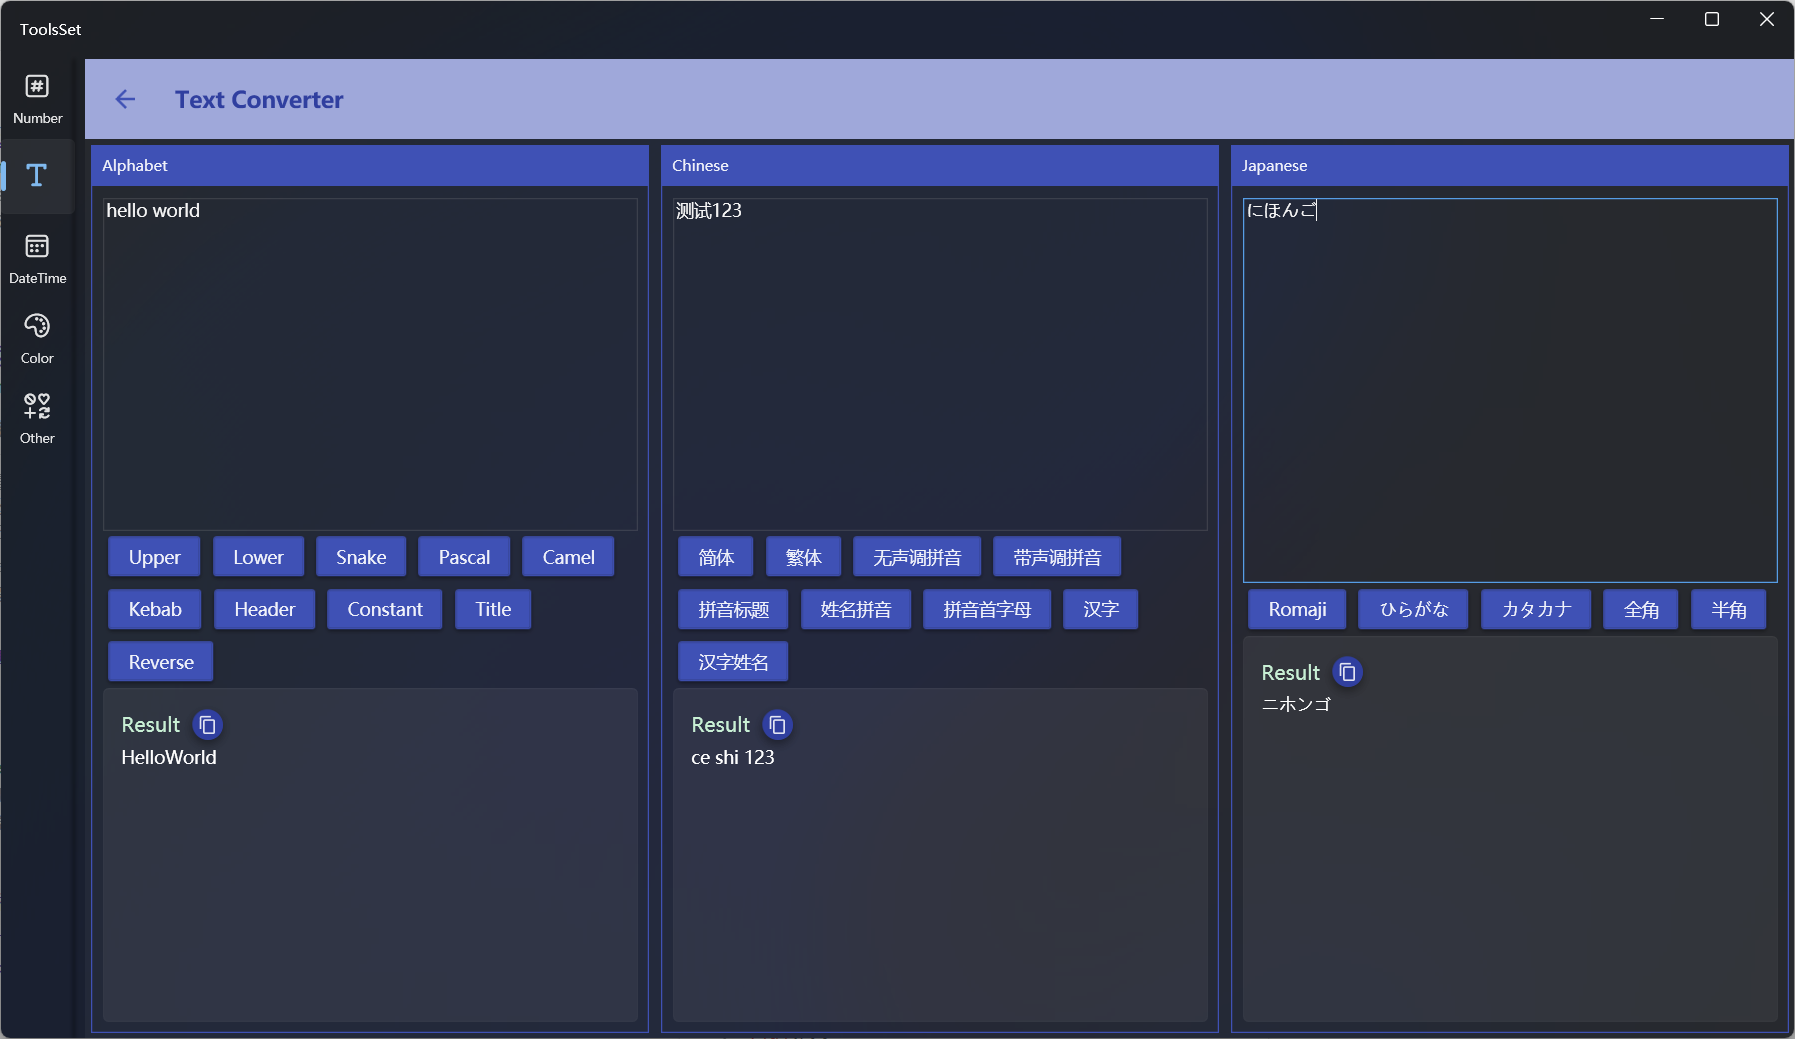 ToolsSet
Number
DateTime
Color
Other
Text Converter
Alphabet
hello world
Upper Lower Snake Pascal Camel
Kebab Header Constant Title
Reverse
Result
HelloWorld
Chinese
测试123
简体 繁体 无声调拼音 带声调拼音
拼音标题 姓名拼音 拼音首字母 汉字
汉字姓名
Result
ce shi 123
Japanese
にほんご
Romaji ひらがな カタカナ 全角 半角
Result
ニホンゴ